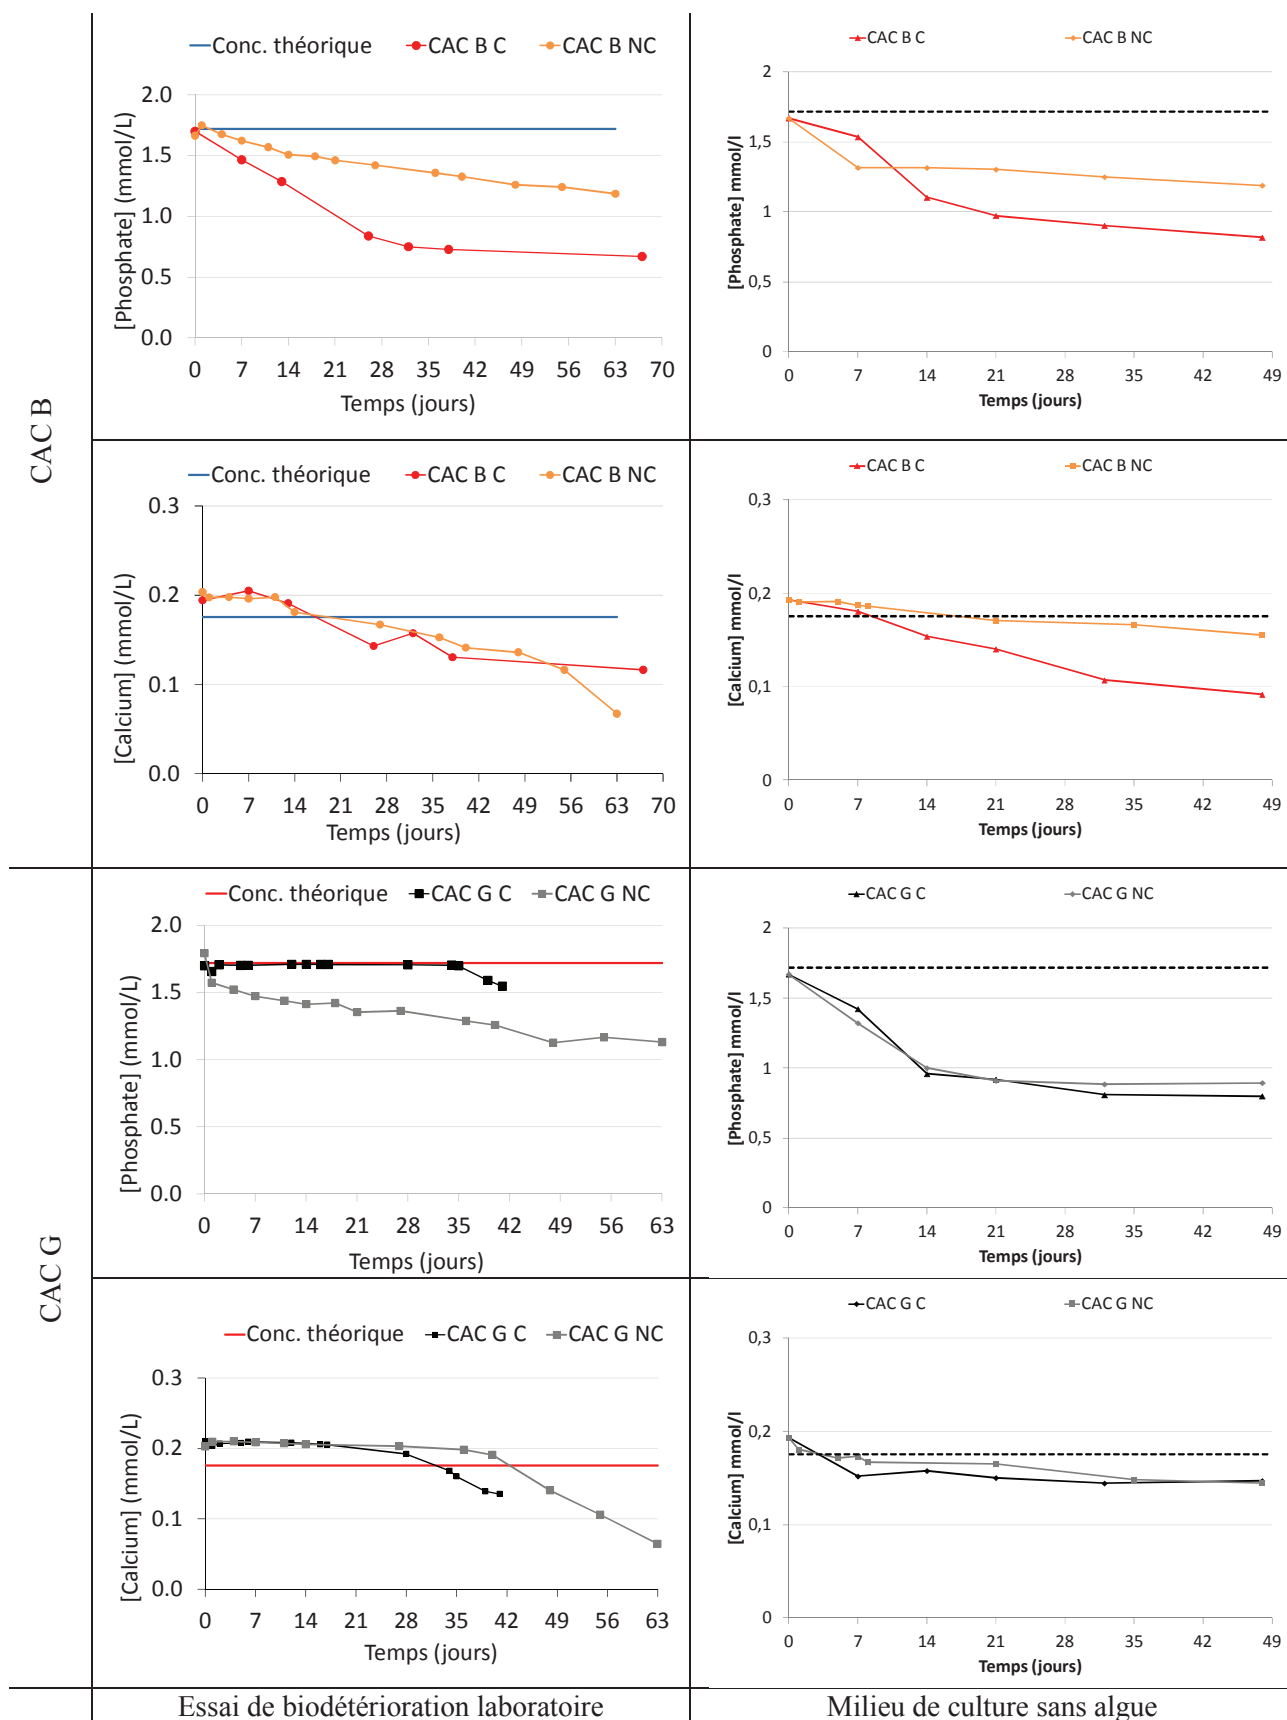 CAC B
Conc. théorique CAC B C CAC B NC
[Phosphate] (mmol/L)
2.0
1.5
1.0
0.5
0.0
0 7 14 21 28 35 42 49 56 63 70
Temps (jours)
CAC B C CAC B NC
[Phosphate] mmol/l
2
1,5
1
0,5
0
0 7 14 21 28 35 42 49
Temps (jours)
Conc. théorique CAC B C CAC B NC
[Calcium] (mmol/L)
0.3
0.2
0.1
0.0
0 7 14 21 28 35 42 49 56 63 70
Temps (jours)
CAC B C CAC B NC
[Calcium] mmol/l
0,3
0,2
0,1
0
0 7 14 21 28 35 42 49
Temps (jours)
CAC G
Conc. théorique CAC G C CAC G NC
[Phosphate] (mmol/L)
2.0
1.5
1.0
0.5
0.0
0 7 14 21 28 35 42 49 56 63
Temps (jours)
CAC G C CAC G NC
[Phosphate] mmol/l
2
1,5
1
0,5
0
0 7 14 21 28 35 42 49
Temps (jours)
Conc. théorique CAC G C CAC G NC
[Calcium] (mmol/L)
0.3
0.2
0.1
0.0
0 7 14 21 28 35 42 49 56 63
Temps (jours)
CAC G C CAC G NC
[Calcium] mmol/l
0,3
0,2
0,1
0
0 7 14 21 28 35 42 49
Temps (jours)
Essai de biodétérioration laboratoire
Milieu de culture sans algue